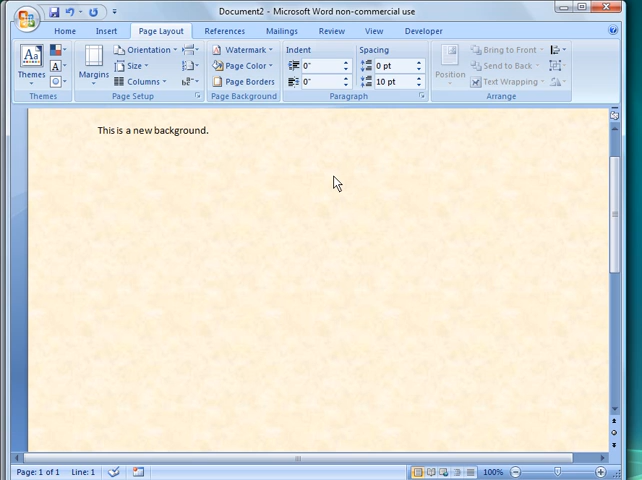 Document2 - Microsoft Word non-commercial use
Home Insert Page Layout References Mailings Review View Developer
Themes
Margins
Orientation
Size
Columns
Watermark
Page Color
Page Borders
Indent
0"
0"
Spacing
0 pt
10 pt
Position
Bring to Front
Send to Back
Text Wrapping
Themes Page Setup Page Background Paragraph Arrange
This is a new background.
Page: 1 of 1 Line: 1 100%